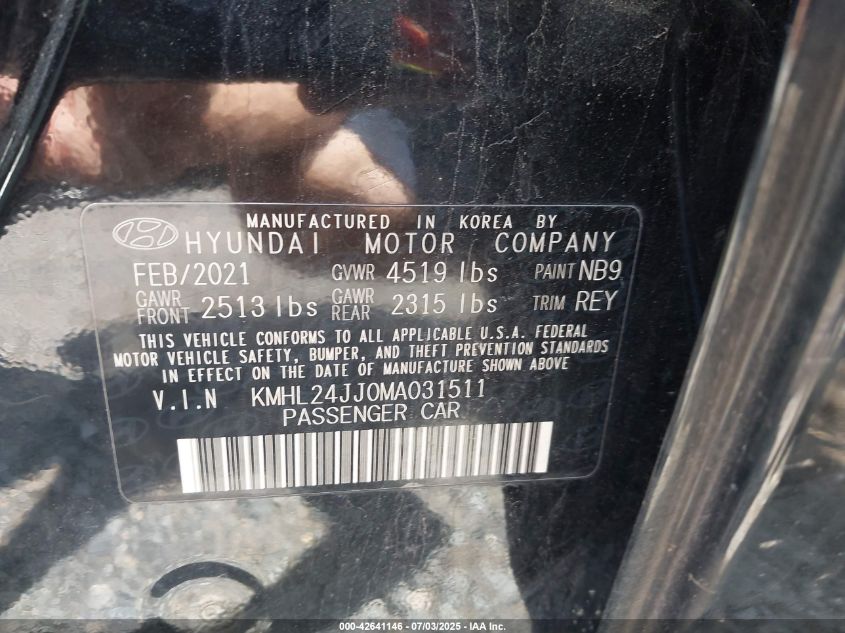 MANUFACTURED IN KOREA BY
HYUNDAI MOTOR COMPANY
FEB/2021 GVWR 4519 lbs PAINT NB9
GAWR FRONT 2513 lbs GAWR REAR 2315 lbs TRIM REY
THIS VEHICLE CONFORMS TO ALL APPLICABLE U.S.A. FEDERAL
MOTOR VEHICLE SAFETY, BUMPER, AND THEFT PREVENTION STANDARDS
IN EFFECT ON THE DATE OF MANUFACTURE SHOWN ABOVE
V.I.N KMHL24JJ0MA031511
PASSENGER CAR
000-42641146 - 07/03/2025 - IAA Inc.